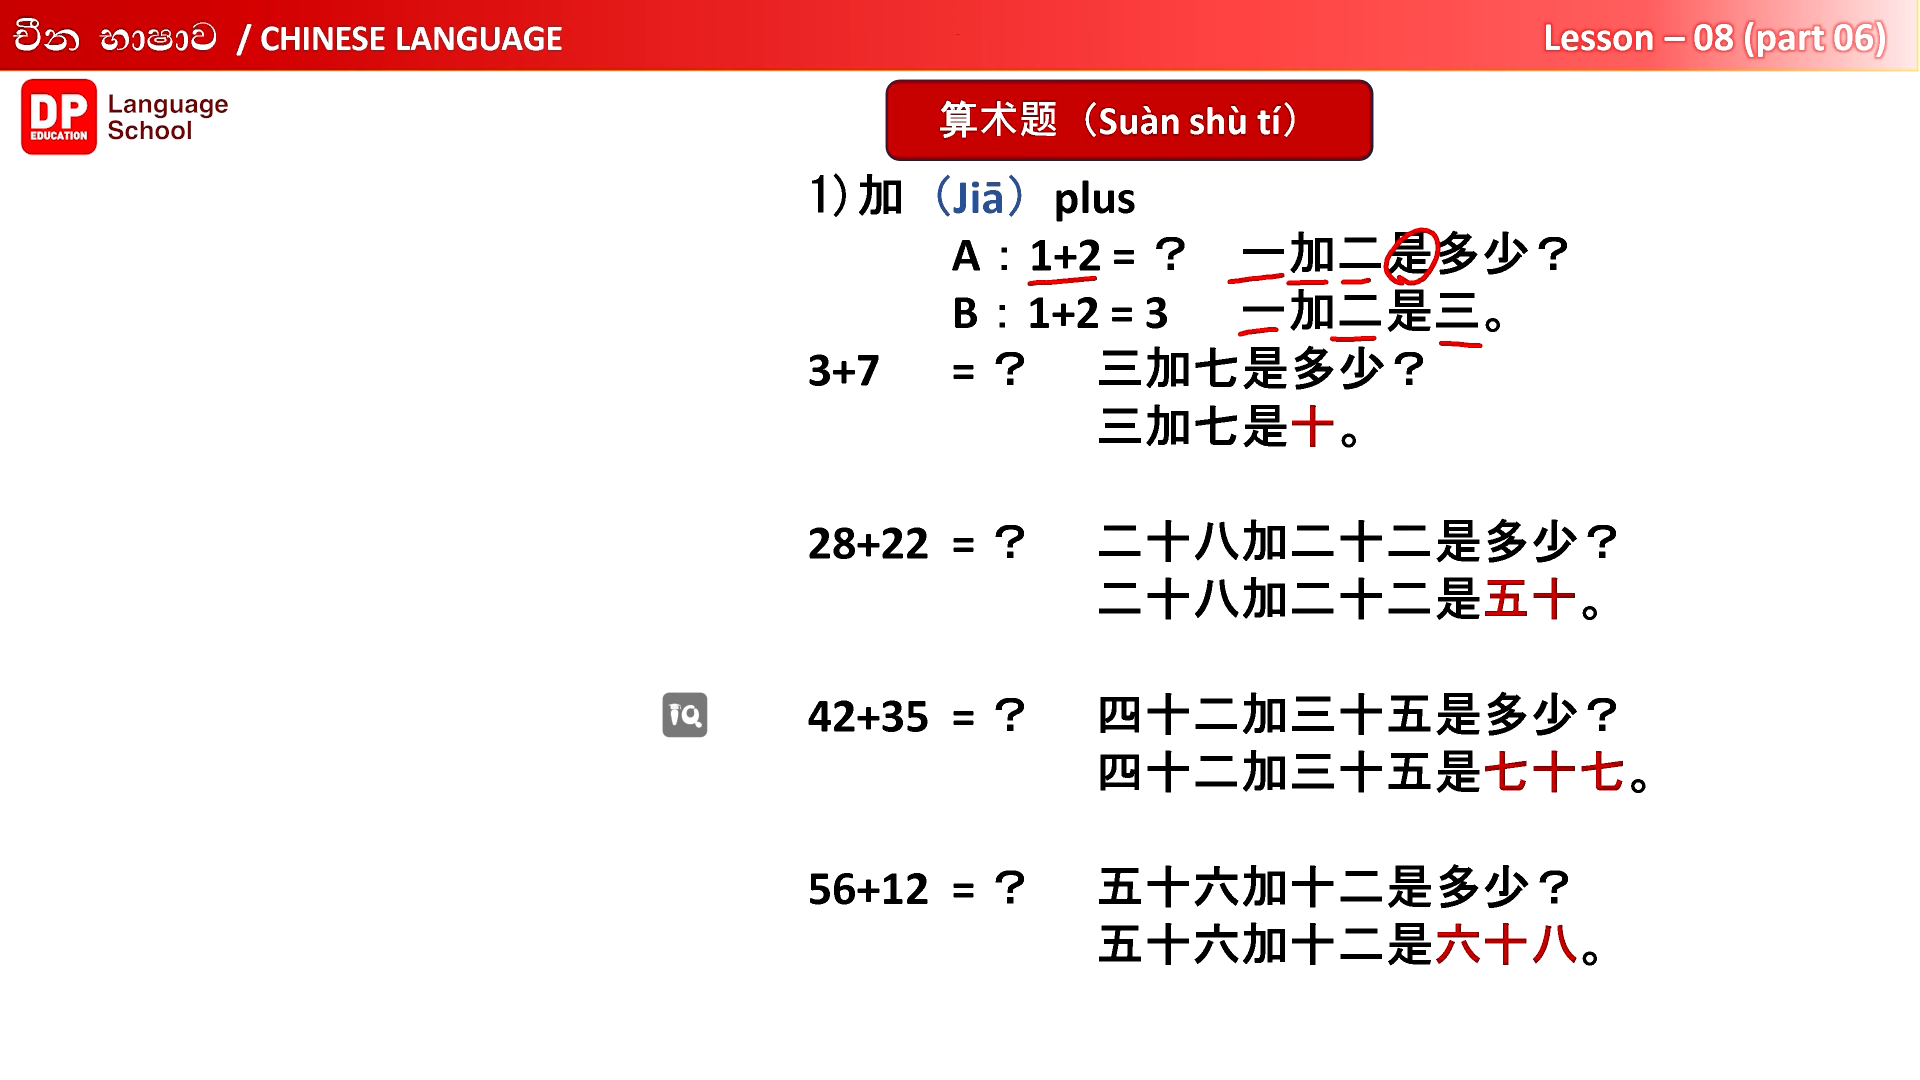 චීන භාෂාව / CHINESE LANGUAGE
Lesson – 08 (part 06)
DP EDUCATION
Language School
算术题（Suàn shù tí）
1) 加（Jiā）plus
A：1+2 = ？ 一加二是多少？
B：1+2 = 3 一加二是三。
3+7 = ？ 三加七是多少？
三加七是十。
28+22 = ？ 二十八加二十二是多少？
二十八加二十二是五十。
42+35 = ？ 四十二加三十五是多少？
四十二加三十五是七十七。
56+12 = ？ 五十六加十二是多少？
五十六加十二是六十八。